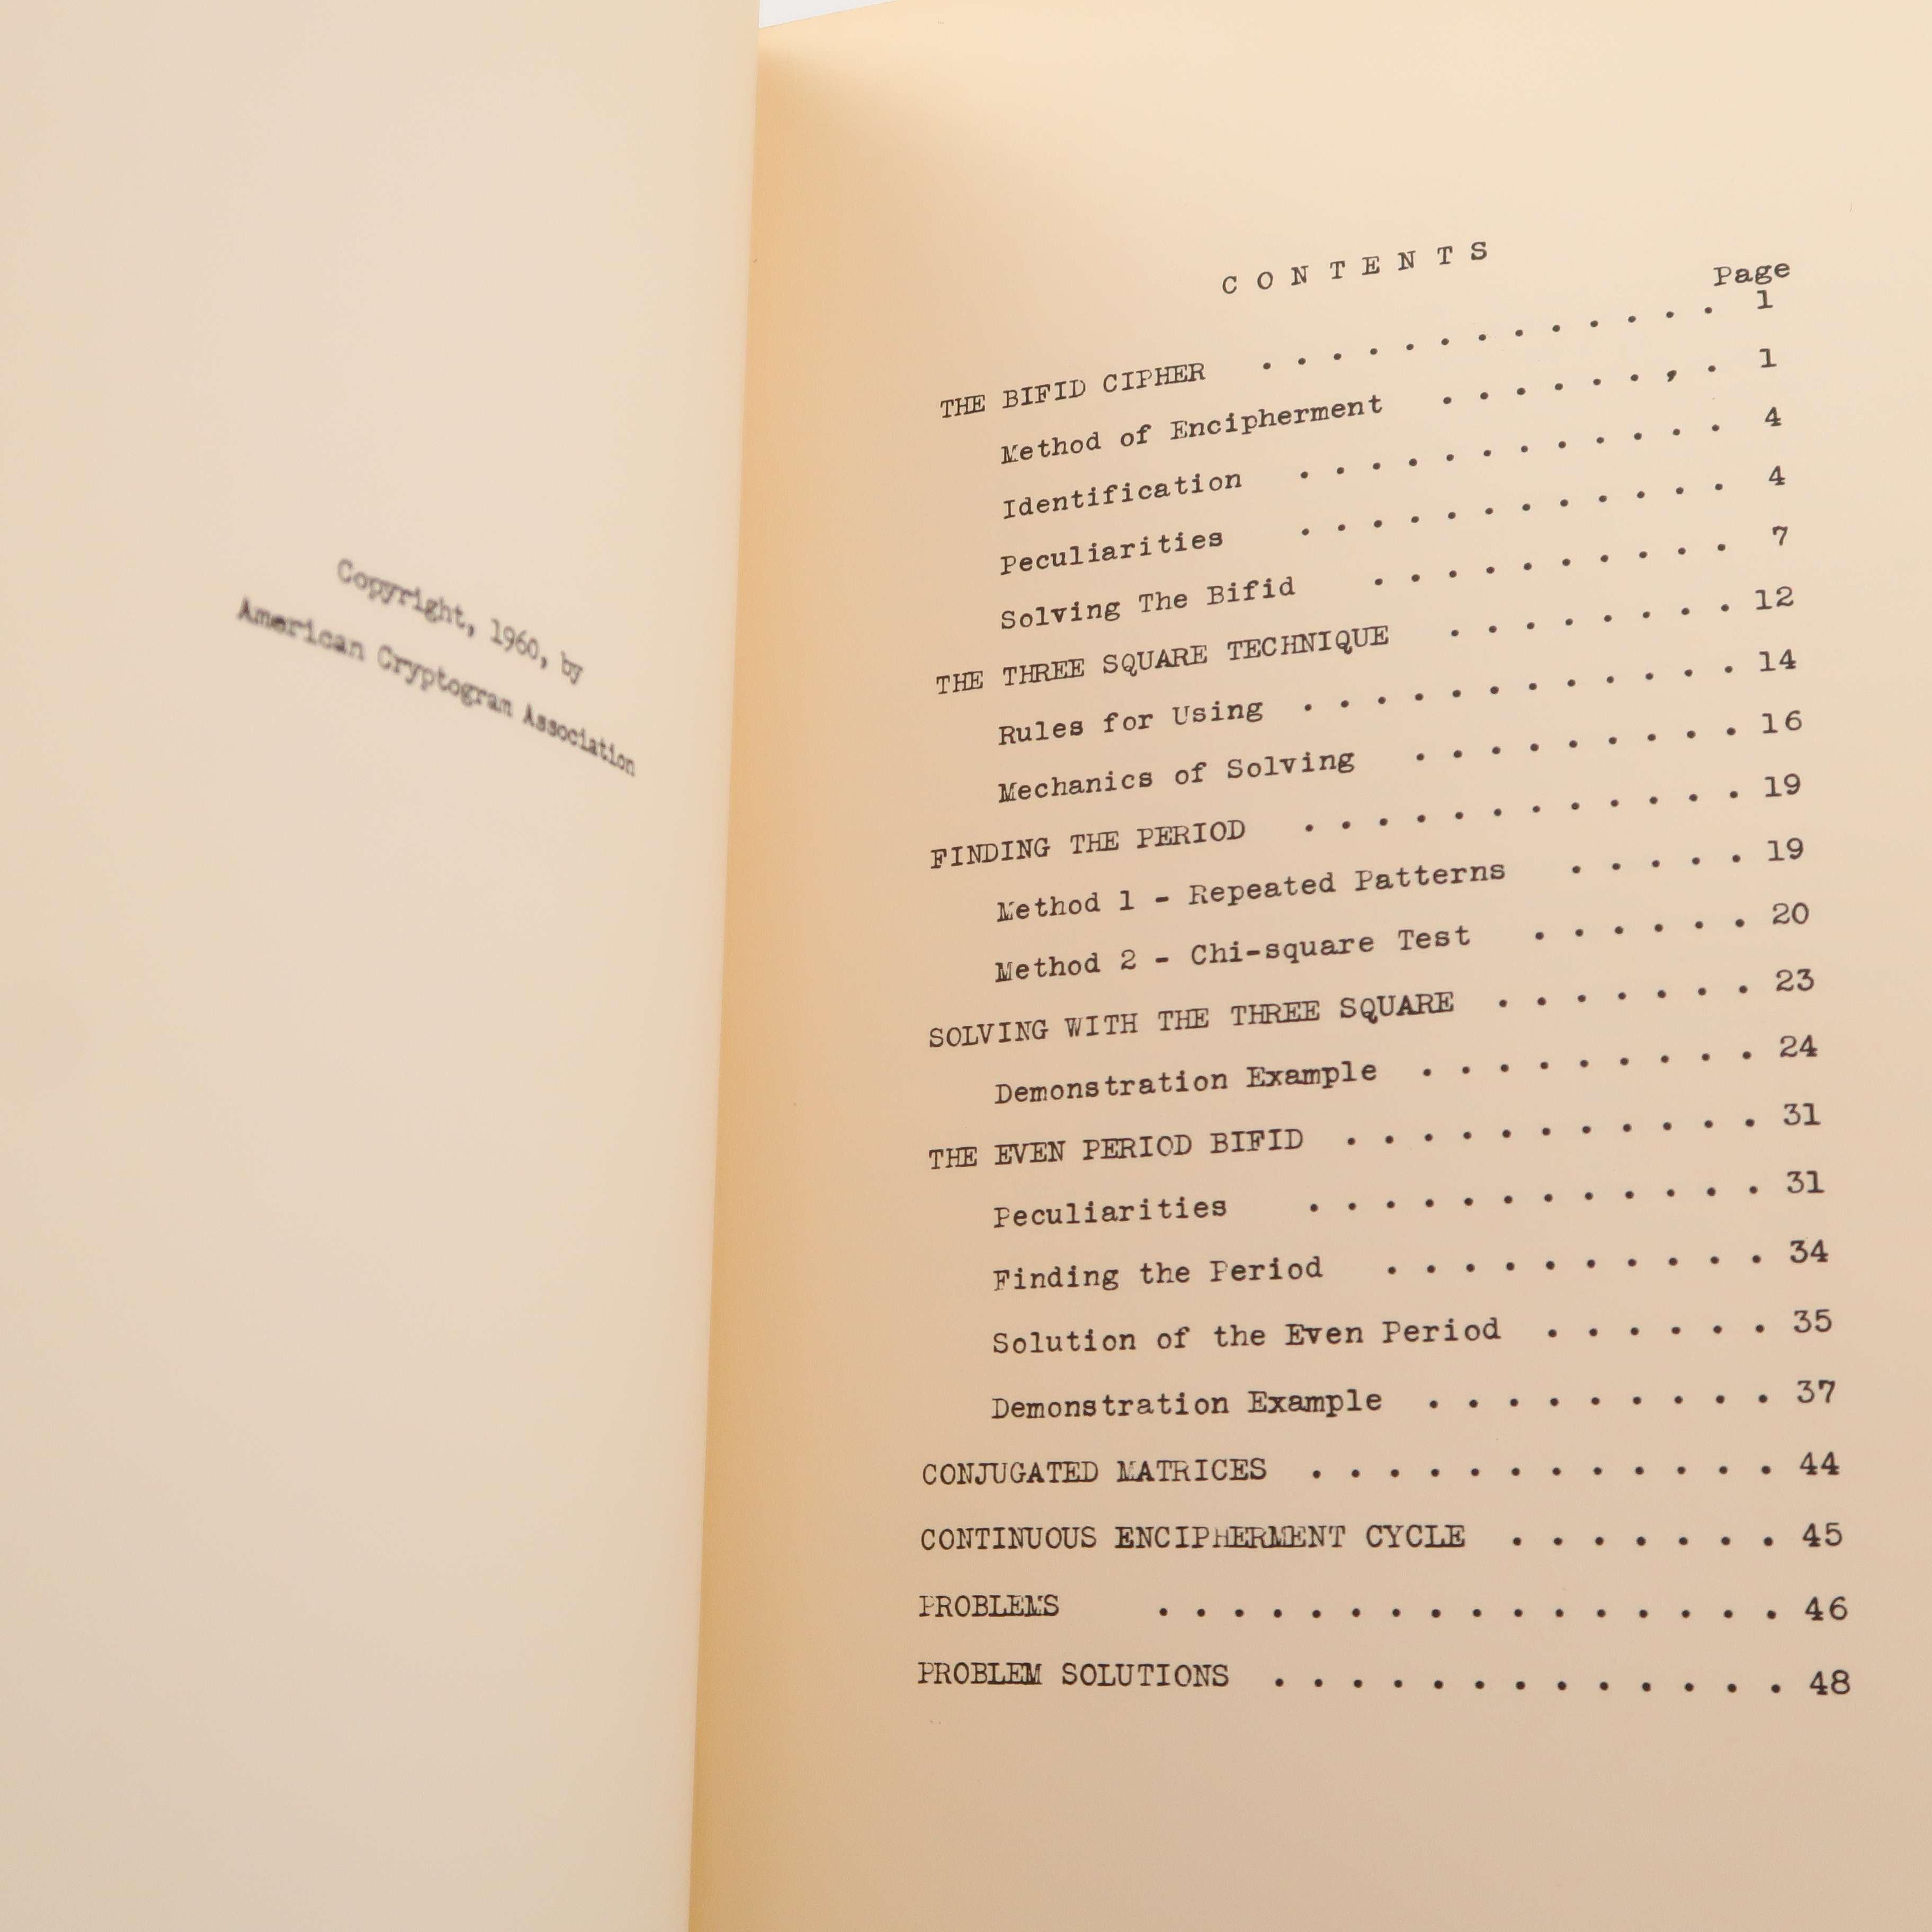 Copyright, 1960, by
American Cryptogram Association
C O N T E N T S
Page
THE BIFID CIPHER . . . . . . . . . . . . . 1
Method of Encipherment . . . . . . , . 1
Identification . . . . . . . . . . . . 4
Peculiarities . . . . . . . . . . . . 4
Solving The Bifid . . . . . . . . . . 7
THE THREE SQUARE TECHNIQUE . . . . . . . . 12
Rules for Using . . . . . . . . . . . . 14
Mechanics of Solving . . . . . . . . . 16
FINDING THE PERIOD . . . . . . . . . . . . 19
Method 1 - Repeated Patterns . . . . . 19
Method 2 - Chi-square Test . . . . . . 20
SOLVING WITH THE THREE SQUARE . . . . . . . 23
Demonstration Example . . . . . . . . . 24
THE EVEN PERIOD BIFID . . . . . . . . . . . 31
Peculiarities . . . . . . . . . . . . 31
Finding the Period . . . . . . . . . . 34
Solution of the Even Period . . . . . . 35
Demonstration Example . . . . . . . . . 37
CONJUGATED MATRICES . . . . . . . . . . . . 44
CONTINUOUS ENCIPHERMENT CYCLE . . . . . . . 45
PROBLEMS . . . . . . . . . . . . . . . . 46
PROBLEM SOLUTIONS . . . . . . . . . . . . . 48